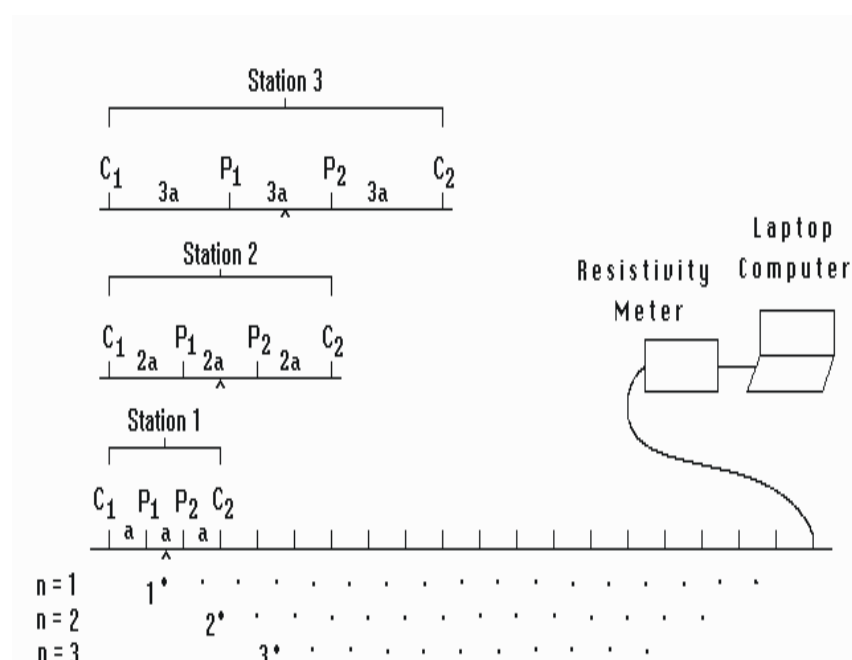 Station 3
C1 P1 P2 C2
3a 3a 3a
Station 2
C1 P1 P2 C2
2a 2a 2a
Laptop
Computer
Resistivity
Meter
Station 1
C1 P1 P2 C2
a a a
n = 1 1
n = 2 2
n = 3 3